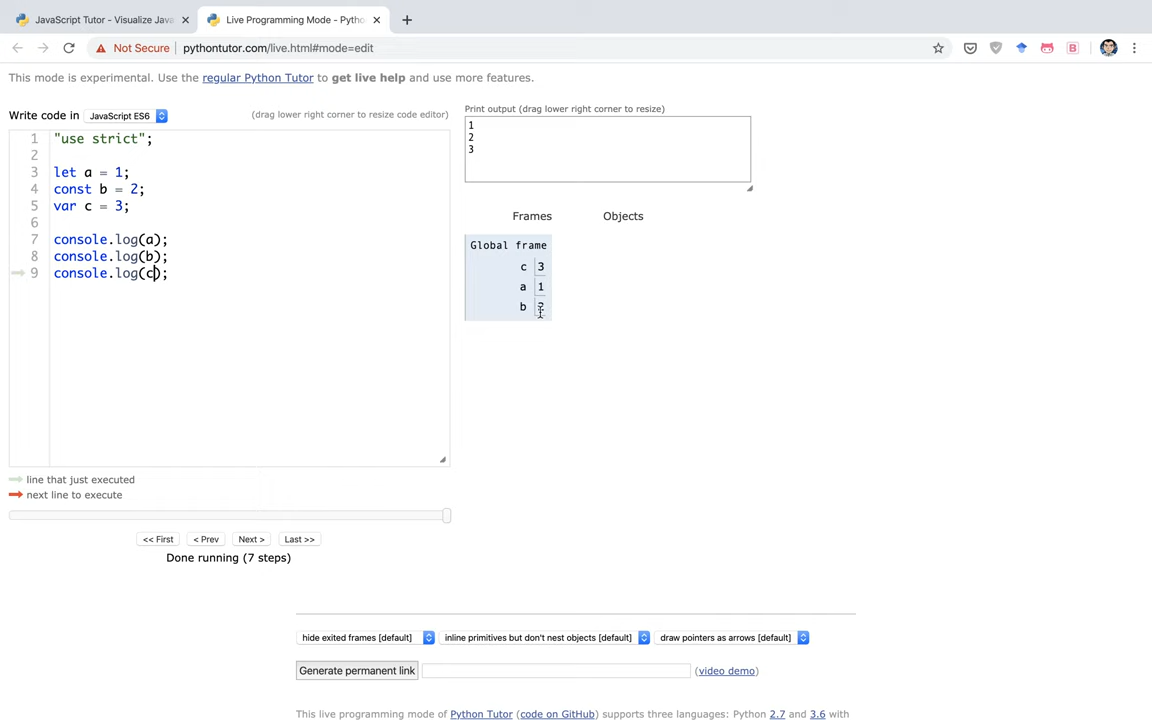 JavaScript Tutor - Visualize Java
Live Programming Mode - Pytho
Not Secure
pythontutor.com/live.html#mode=edit
This mode is experimental. Use the regular Python Tutor to get live help and use more features.
Write code in JavaScript ES6
(drag lower right corner to resize code editor)
1 "use strict";
2
3 let a = 1;
4 const b = 2;
5 var c = 3;
6
7 console.log(a);
8 console.log(b);
9 console.log(c);
Print output (drag lower right corner to resize)
1
2
3
Frames Objects
Global frame
c 3
a 1
b
line that just executed
next line to execute
<< First < Prev Next > Last >>
Done running (7 steps)
hide exited frames [default] inline primitives but don't nest objects [default] draw pointers as arrows [default]
Generate permanent link (video demo)
This live programming mode of Python Tutor (code on GitHub) supports three languages: Python 2.7 and 3.6 with